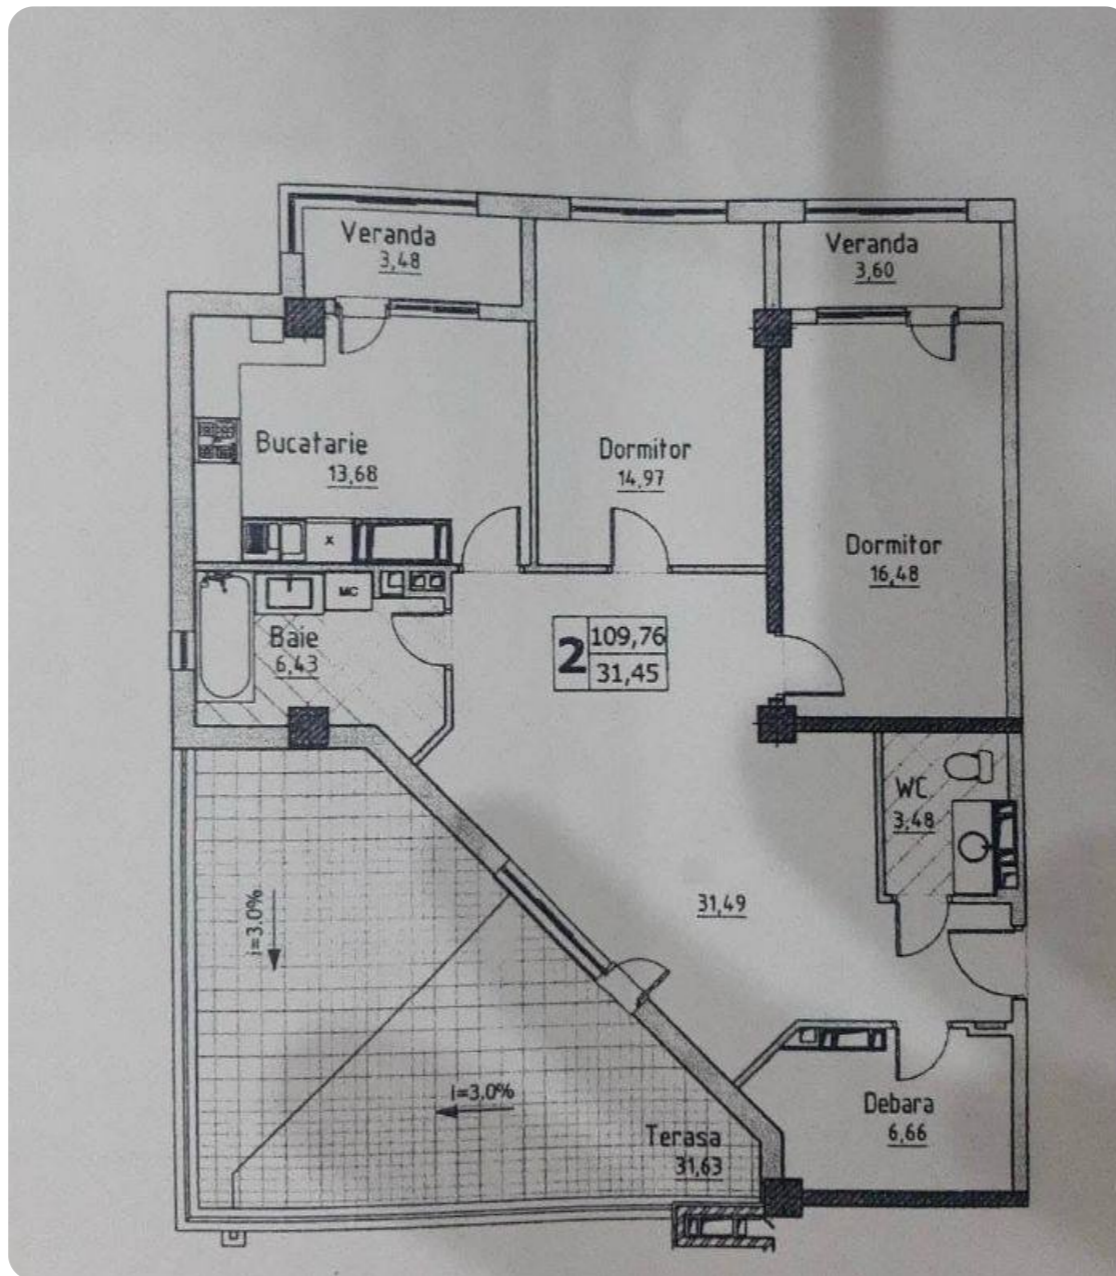 Veranda
3,48
Veranda
3,60
Bucatarie
13,68
Dormitor
14,97
Dormitor
16,48
X
MC
Baie
6,43
2
109,76
31,45
WC
3,48
31,49
i=3.0%
i=3.0%
Terasa
31,63
Debara
6,66